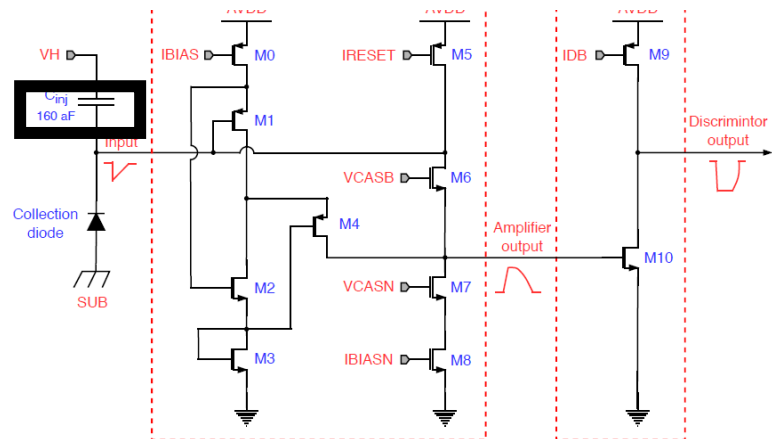 AVDD
AVDD
AVDD
VH
IBIAS
M0
IRESET
M5
IDB
M9
Cinj
160 aF
M1
Input
Discrimintor
output
VCASB
M6
M4
Collection
diode
Amplifier
output
M10
M2
VCASN
M7
SUB
M3
IBIASN
M8